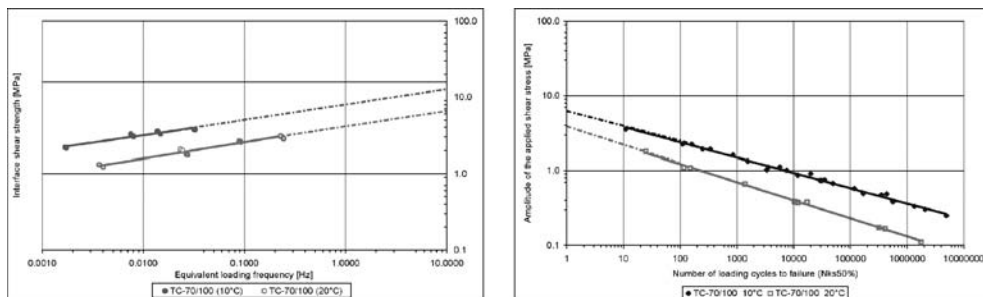 100.0
10.0
1.0
0.1
Interface shear strength [MPa]
0.0010 0.0100 0.1000 1.0000 10.0000
Equivalent loading frequency [Hz]
TC-70/100 (10°C) TC-70/100 (20°C)
Amplitude of the applied shear stress [MPa]
100.0
10.0
1.0
0.1
1 10 100 1000 10000 100000 1000000 10000000
Number of loading cycles to failure (Nks50%)
TC-70/100 10°C TC-70/100 20°C